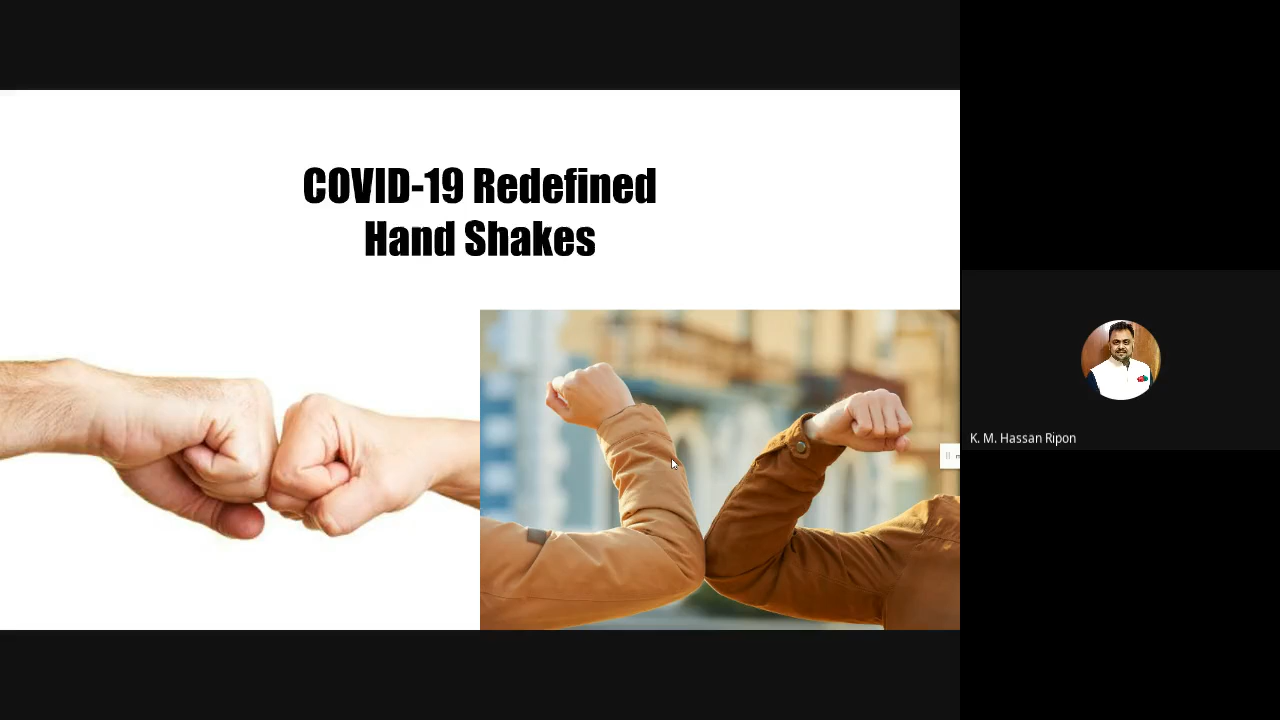 COVID-19 Redefined
Hand Shakes
K. M. Hassan Ripon